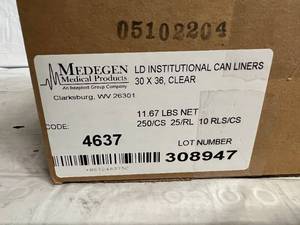 05102204
MEDEGEN
Medical Products
An Inteplast Group Company
Clarksburg, WV 26301
LD INSTITUTIONAL CAN LINERS
30 X 36, CLEAR
11.67 LBS NET
250/CS 25/RL 10 RLS/CS
CODE:
4637
LOT NUMBER
308947